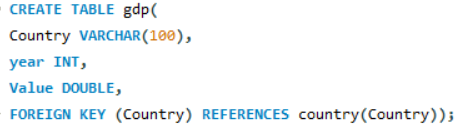 CREATE TABLE gdp(
Country VARCHAR(100),
year INT,
Value DOUBLE,
FOREIGN KEY (Country) REFERENCES country(Country));